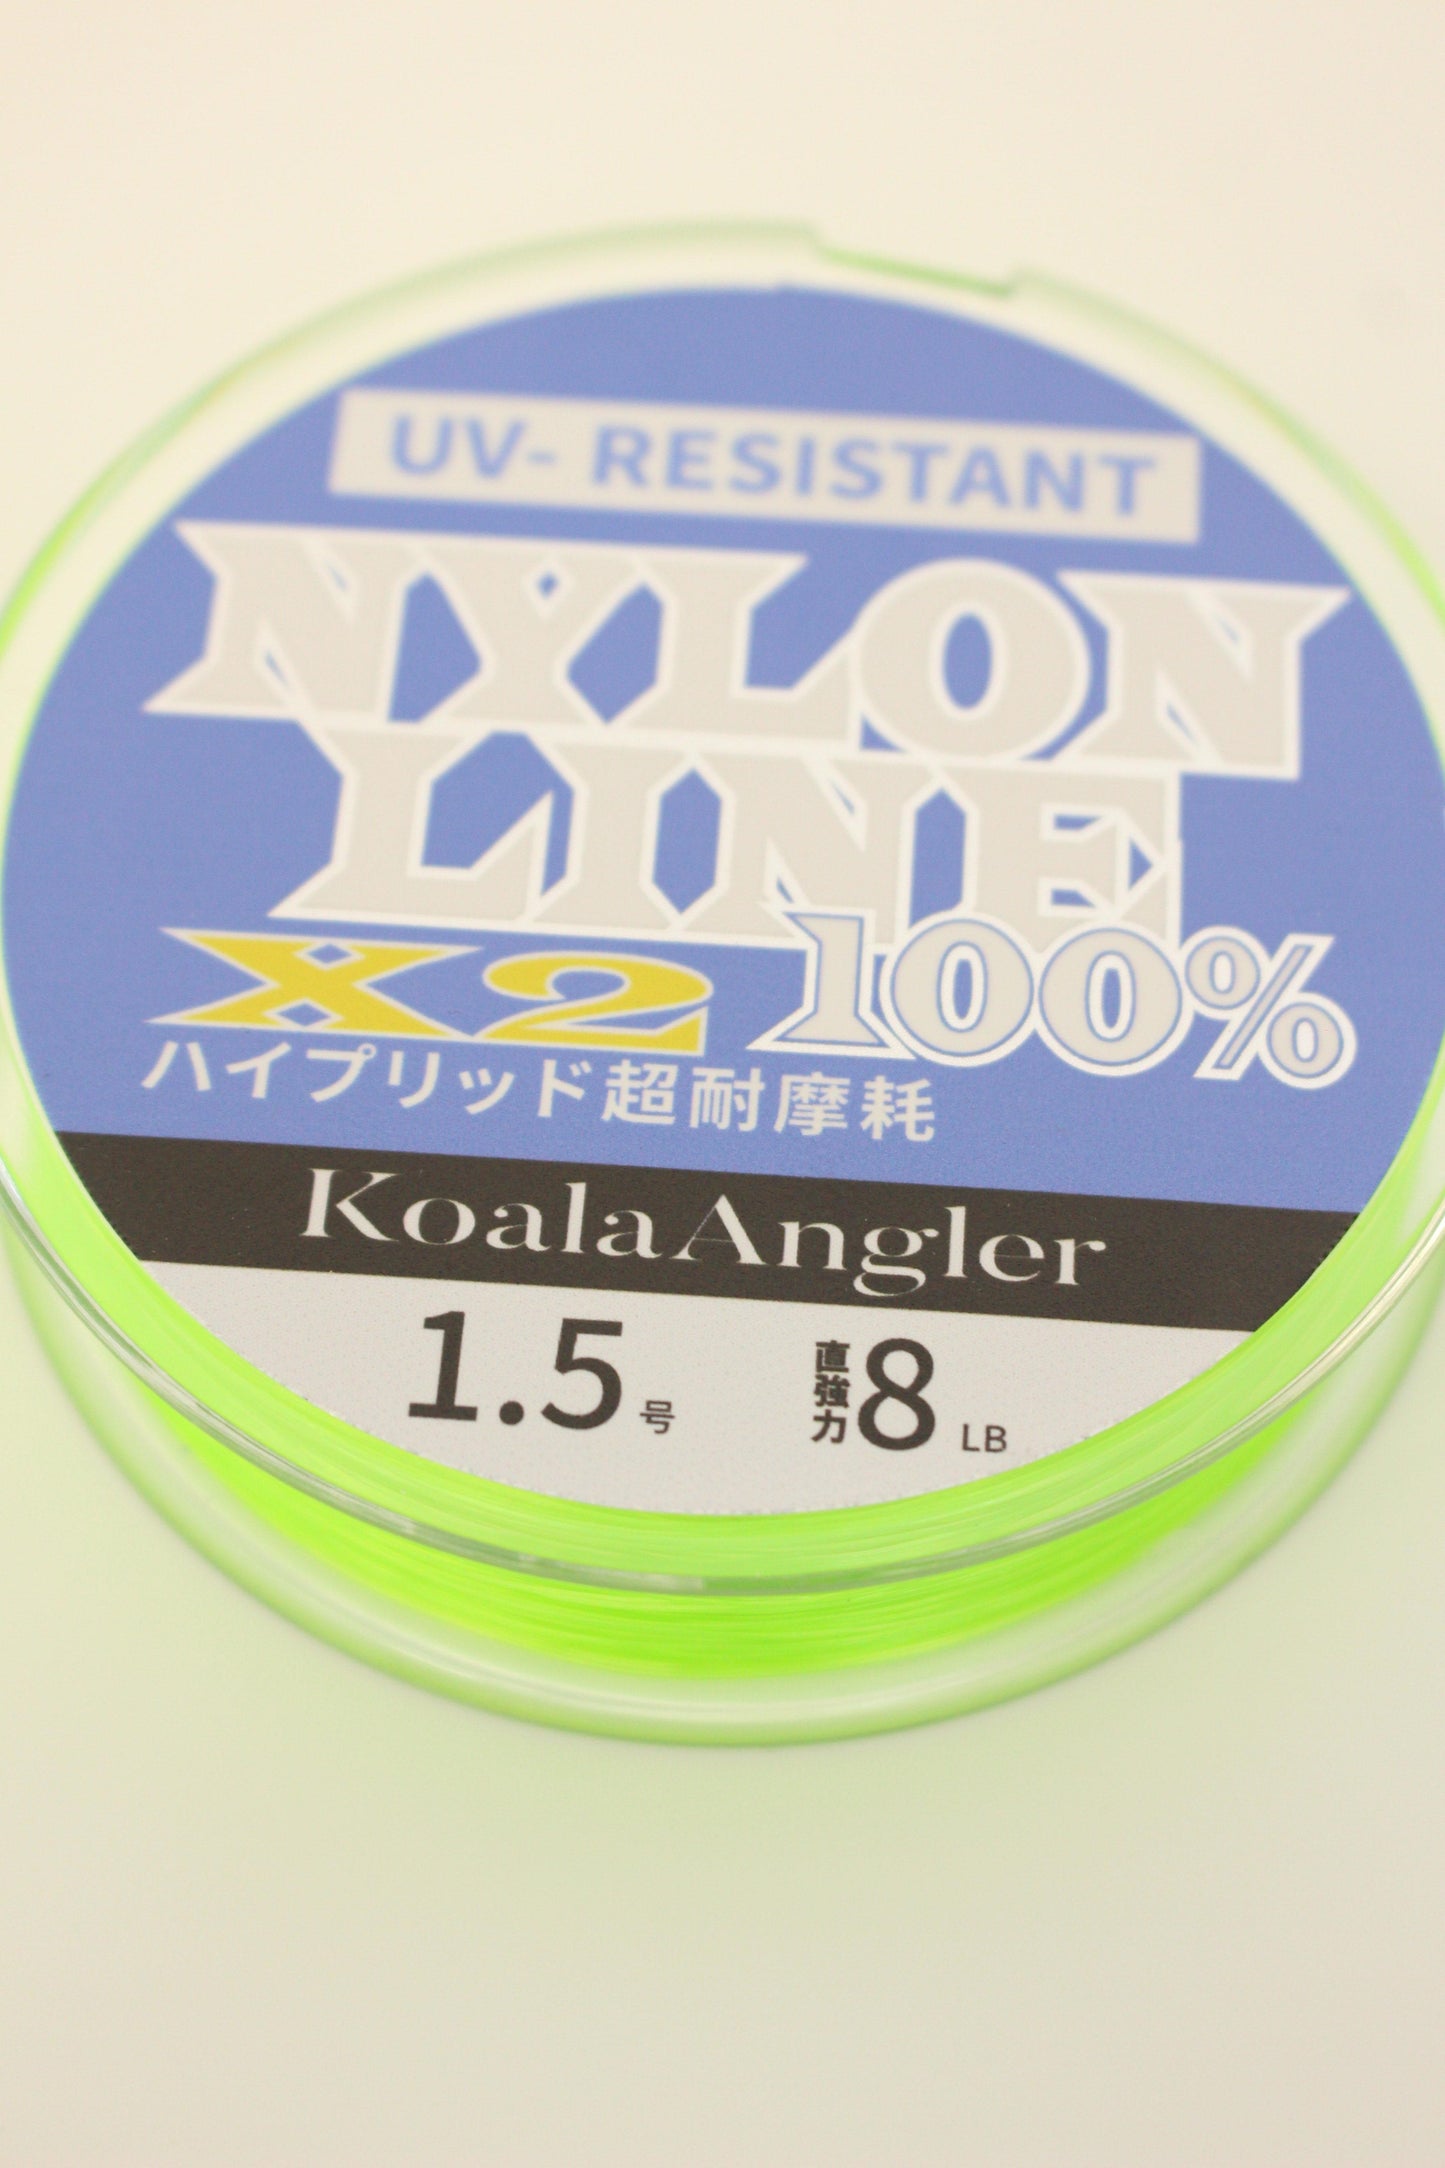 UV- RESISTANT
NYLON
LINE
X2 100%
ハイプリッド超耐摩耗
KoalaAngler
1.5号 直強力8 LB